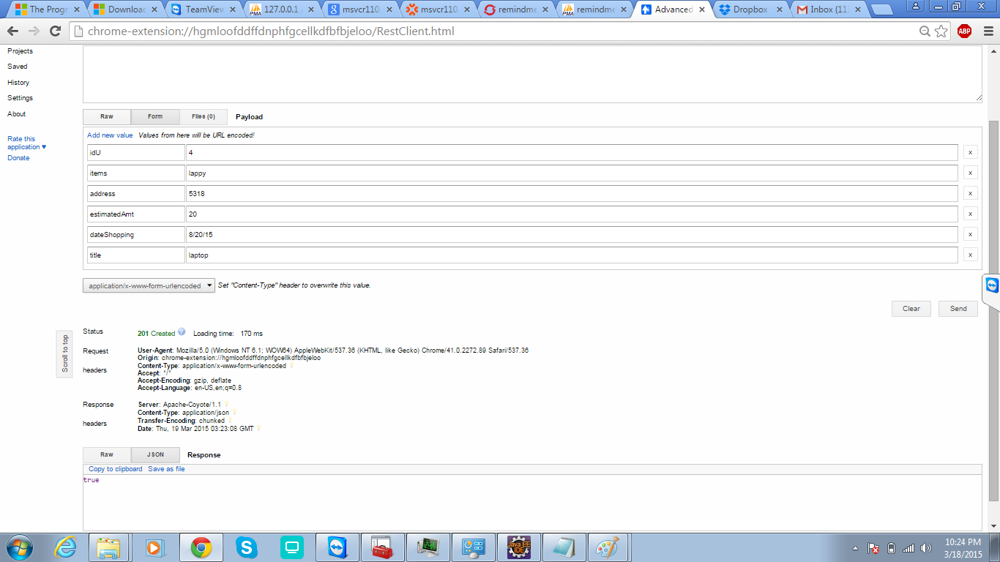 The Progr
Download
TeamView
127.0.0.1
msvcr110.
msvcr110
remindme
remindme
Advanced
Dropbox
Inbox (11
chrome-extension://hgmloofddffdnphfgcellkdfbfbjeloo/RestClient.html
ABP
Projects
Saved
History
Settings
About
Rate this
application ♥
Donate
Raw Form Files (0) Payload
Add new value Values from here will be URL encoded!
idU 4 x
items lappy x
address 5318 x
estimatedAmt 20 x
dateShopping 8/20/15 x
title laptop x
application/x-www-form-urlencoded Set "Content-Type" header to overwrite this value.
Clear Send
Scroll to top
Status 201 Created Loading time: 170 ms
Request
headers
User-Agent: Mozilla/5.0 (Windows NT 6.1; WOW64) AppleWebKit/537.36 (KHTML, like Gecko) Chrome/41.0.2272.89 Safari/537.36
Origin: chrome-extension://hgmloofddffdnphfgcellkdfbfbjeloo
Content-Type: application/x-www-form-urlencoded
Accept: */*
Accept-Encoding: gzip, deflate
Accept-Language: en-US,en;q=0.8
Response
headers
Server: Apache-Coyote/1.1
Content-Type: application/json
Transfer-Encoding: chunked
Date: Thu, 19 Mar 2015 03:23:08 GMT
Raw JSON Response
Copy to clipboard Save as file
true
Java EE
IDE
10:24 PM
3/18/2015